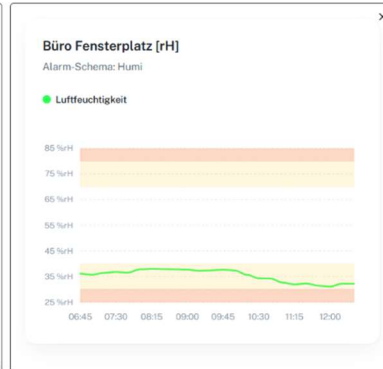 Büro Fensterplatz [rH]
Alarm-Schema: Humi
Luftfeuchtigkeit
85 %rH
75 %rH
65 %rH
55 %rH
45 %rH
35 %rH
25 %rH
06:45 07:30 08:15 09:00 09:45 10:30 11:15 12:00